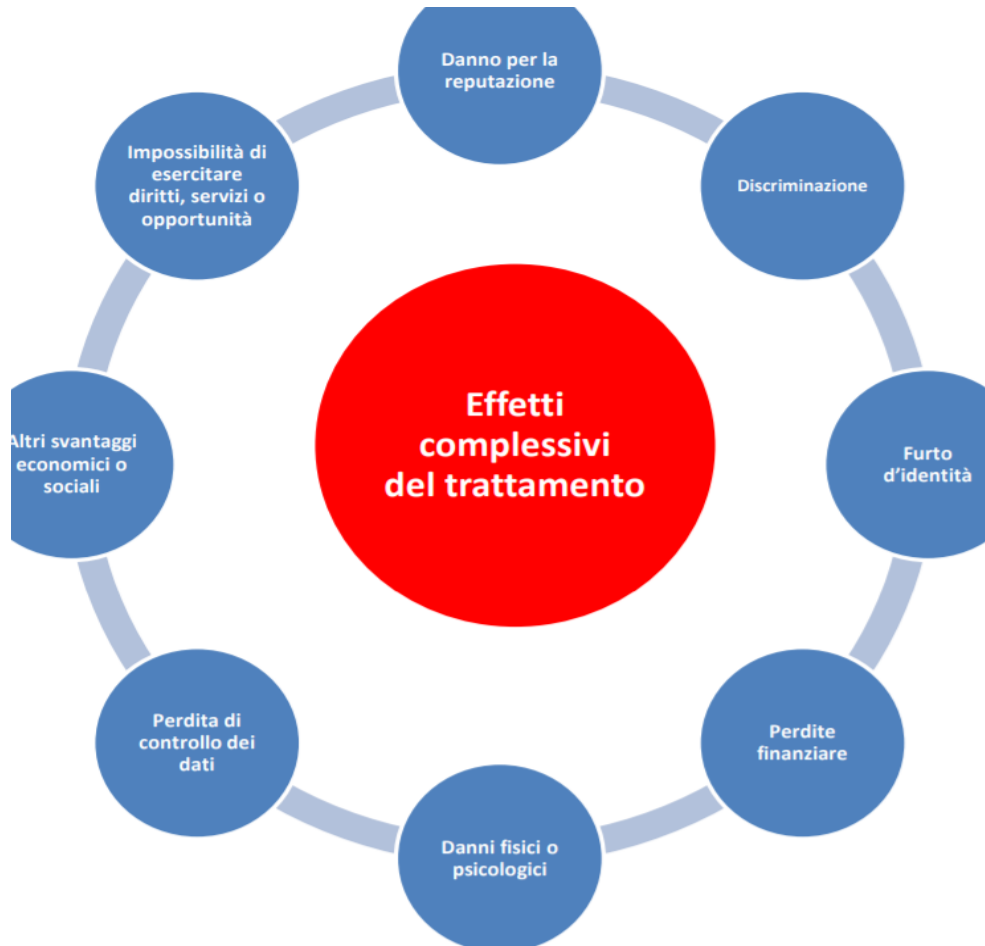 Danno per la
reputazione
Discriminazione
Furto
d'identità
Perdite
finanziare
Danni fisici o
psicologici
Perdita di
controllo dei
dati
Altri svantaggi
economici o
sociali
Impossibilità di
esercitare
diritti, servizi o
opportunità
Effetti
complessivi
del trattamento